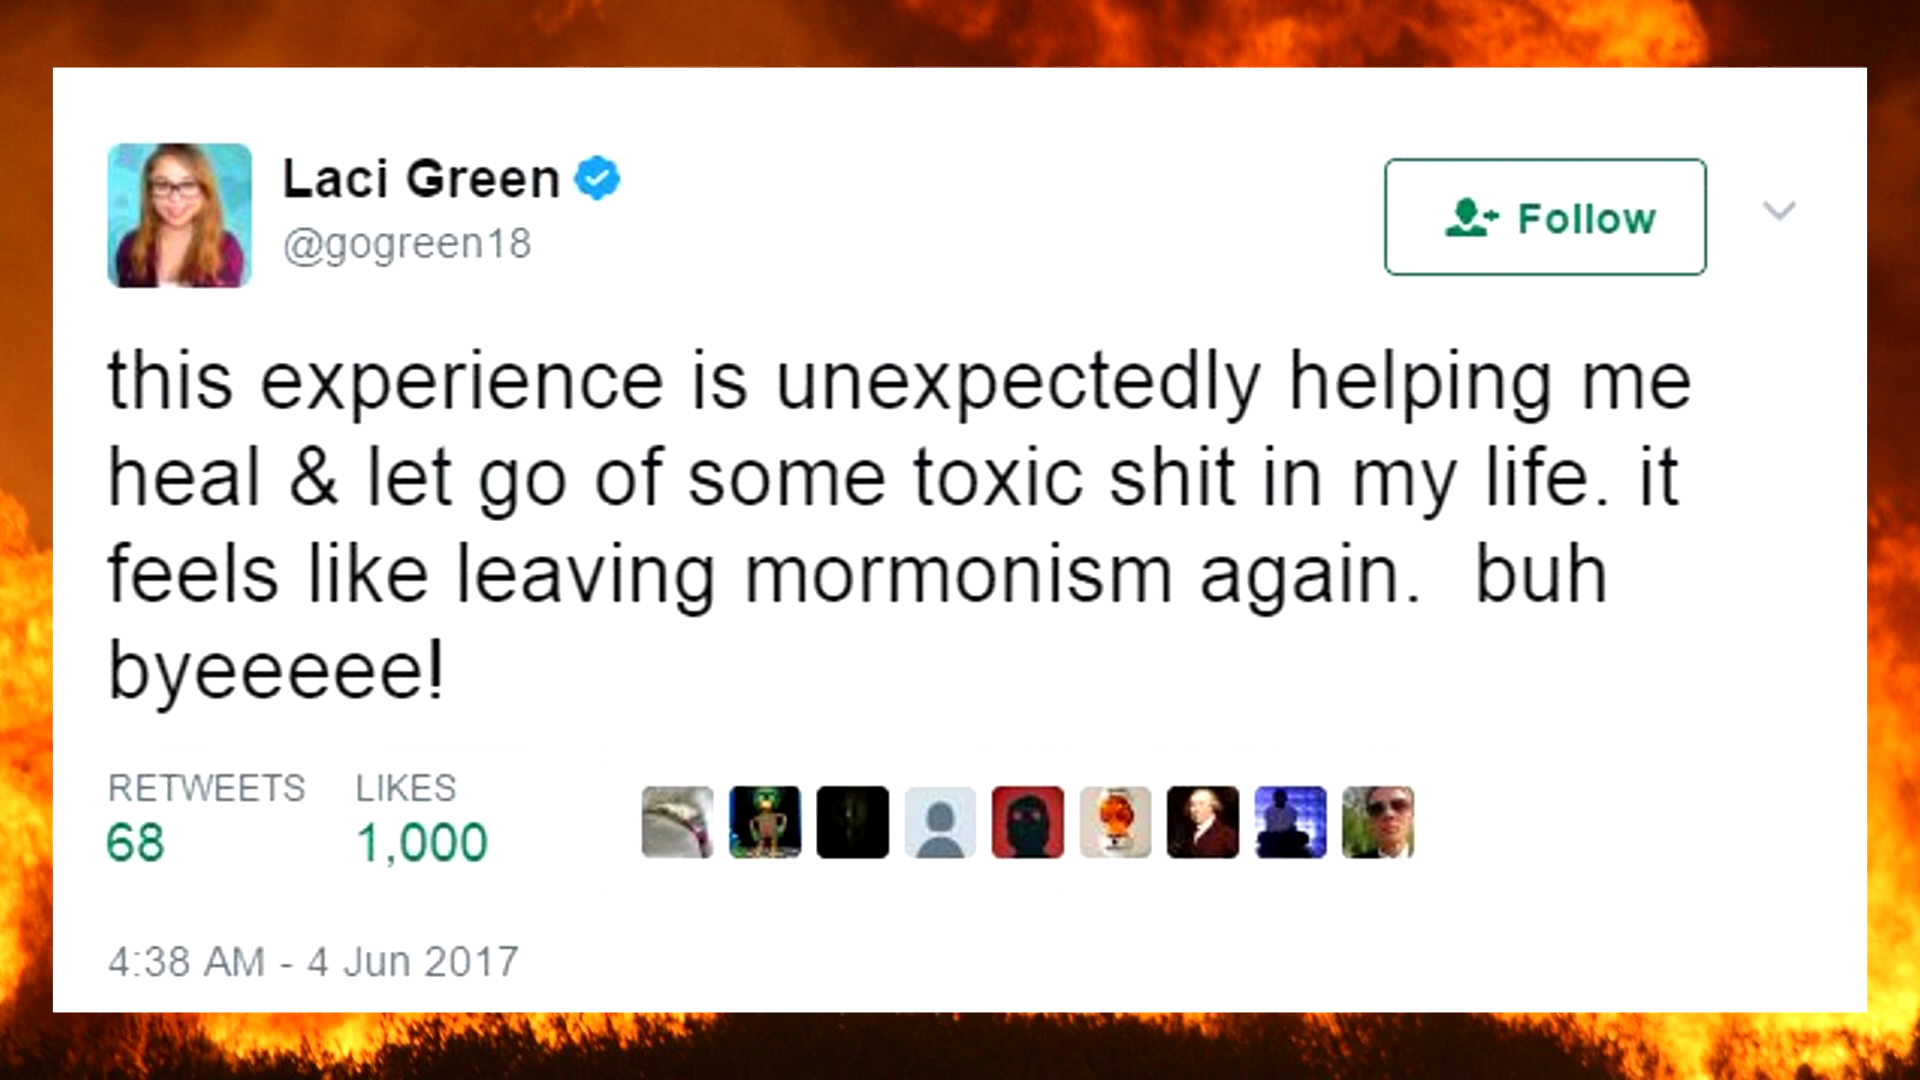 Laci Green
@gogreen18
Follow
this experience is unexpectedly helping me
heal & let go of some toxic shit in my life. it
feels like leaving mormonism again.  buh
byeeeee!
RETWEETS LIKES
68 1,000
4:38 AM - 4 Jun 2017